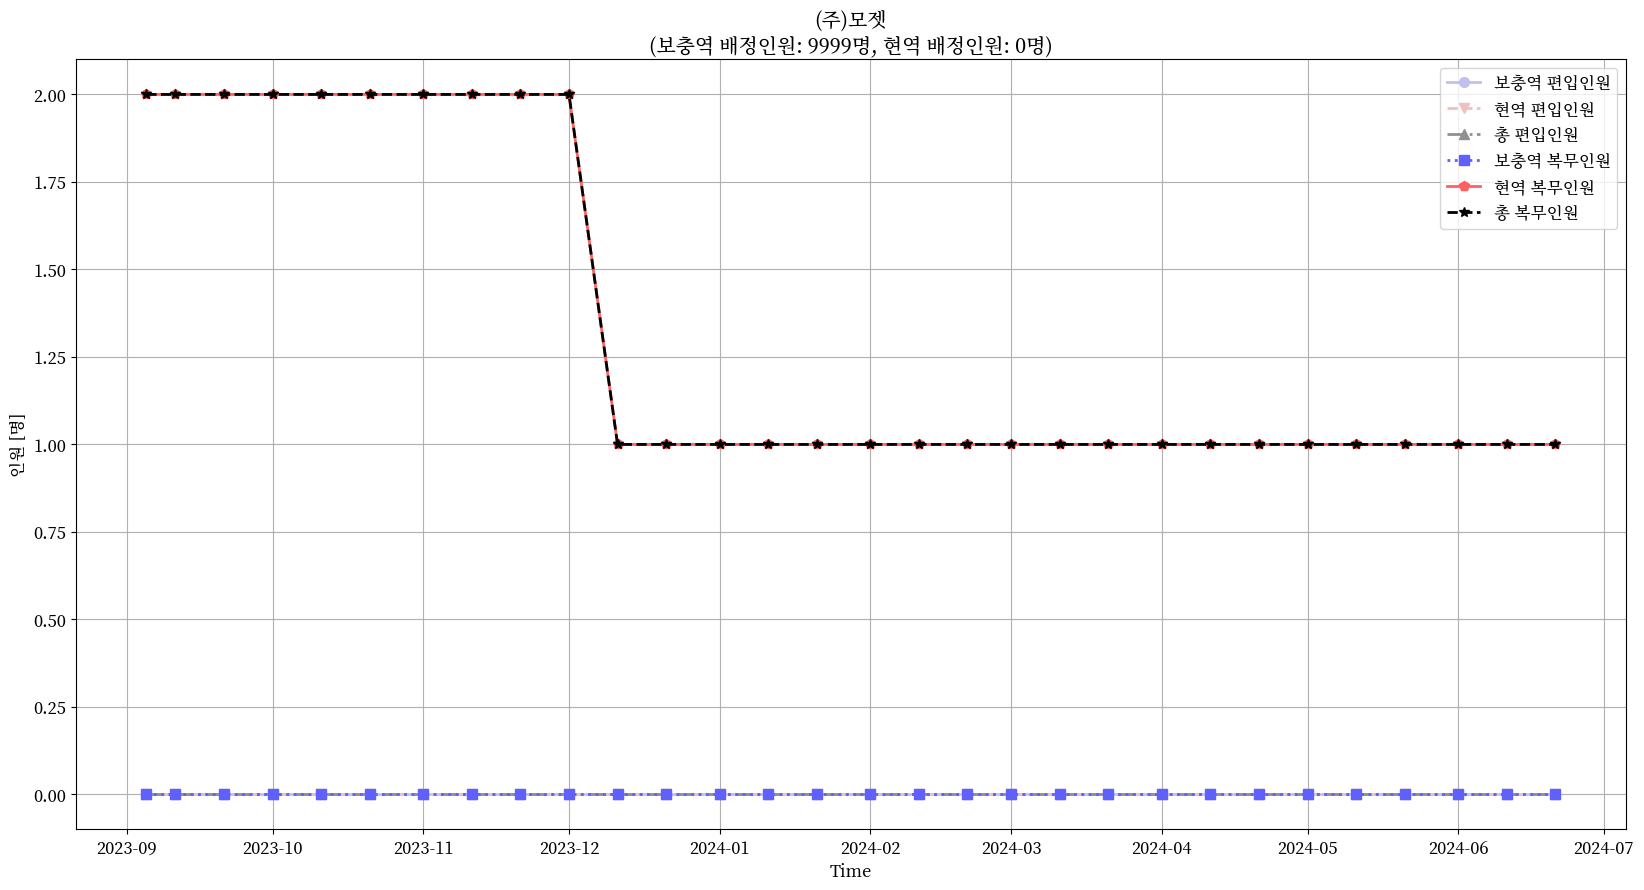 (주)모젯
(보충역 배정인원: 9999명, 현역 배정인원: 0명)
보충역 편입인원
현역 편입인원
총 편입인원
보충역 복무인원
현역 복무인원
총 복무인원
인원 [명]
2.00
1.75
1.50
1.25
1.00
0.75
0.50
0.25
0.00
2023-09 2023-10 2023-11 2023-12 2024-01 2024-02 2024-03 2024-04 2024-05 2024-06 2024-07
Time